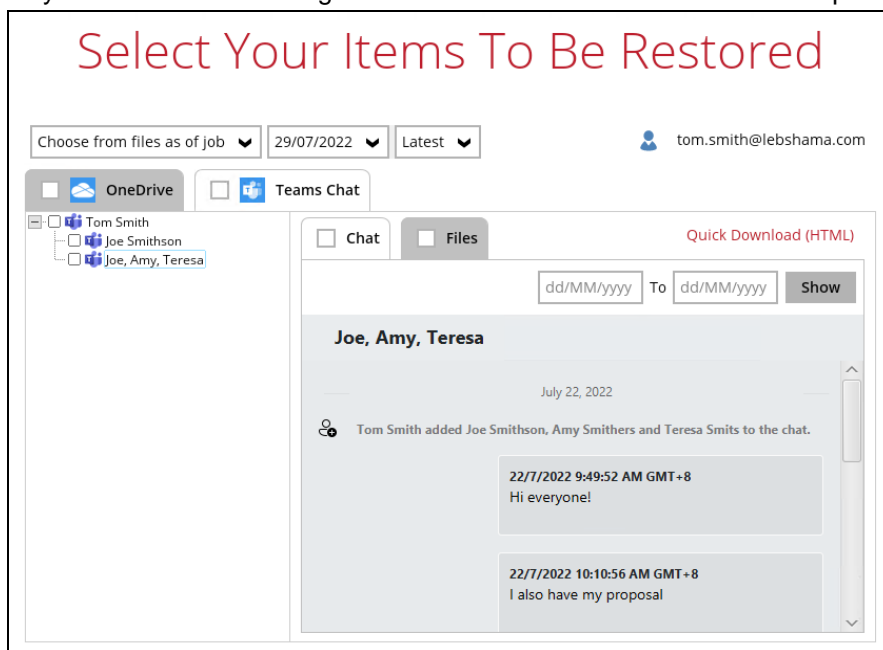 Select Your Items To Be Restored
Choose from files as of job 29/07/2022 Latest tom.smith@lebshama.com
OneDrive Teams Chat
Tom Smith
Joe Smithson
Joe, Amy, Teresa
Chat Files Quick Download (HTML)
dd/MM/yyyy To dd/MM/yyyy Show
Joe, Amy, Teresa
July 22, 2022
Tom Smith added Joe Smithson, Amy Smithers and Teresa Smits to the chat.
22/7/2022 9:49:52 AM GMT+8
Hi everyone!
22/7/2022 10:10:56 AM GMT+8
I also have my proposal